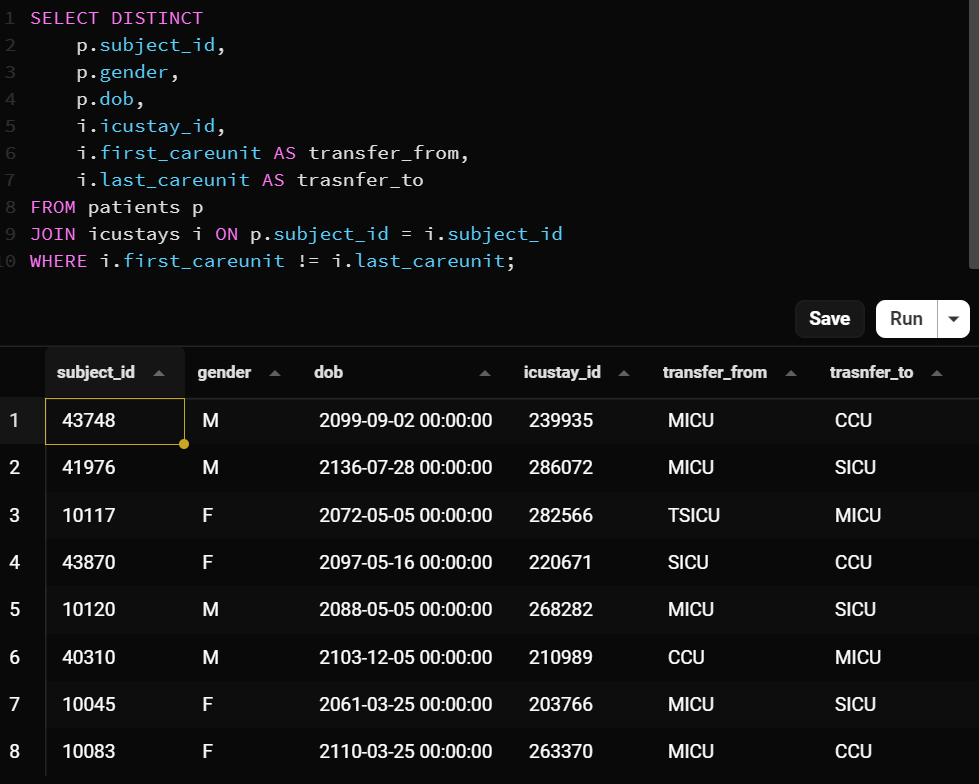 1 SELECT DISTINCT
2 p.subject_id,
3 p.gender,
4 p.dob,
5 i.icustay_id,
6 i.first_careunit AS transfer_from,
7 i.last_careunit AS trasnfer_to
8 FROM patients p
9 JOIN icustays i ON p.subject_id = i.subject_id
10 WHERE i.first_careunit != i.last_careunit;
Save Run
subject_id gender dob icustay_id transfer_from trasnfer_to
1 43748 M 2099-09-02 00:00:00 239935 MICU CCU
2 41976 M 2136-07-28 00:00:00 286072 MICU SICU
3 10117 F 2072-05-05 00:00:00 282566 TSICU MICU
4 43870 F 2097-05-16 00:00:00 220671 SICU CCU
5 10120 M 2088-05-05 00:00:00 268282 MICU SICU
6 40310 M 2103-12-05 00:00:00 210989 CCU MICU
7 10045 F 2061-03-25 00:00:00 203766 MICU SICU
8 10083 F 2110-03-25 00:00:00 263370 MICU CCU